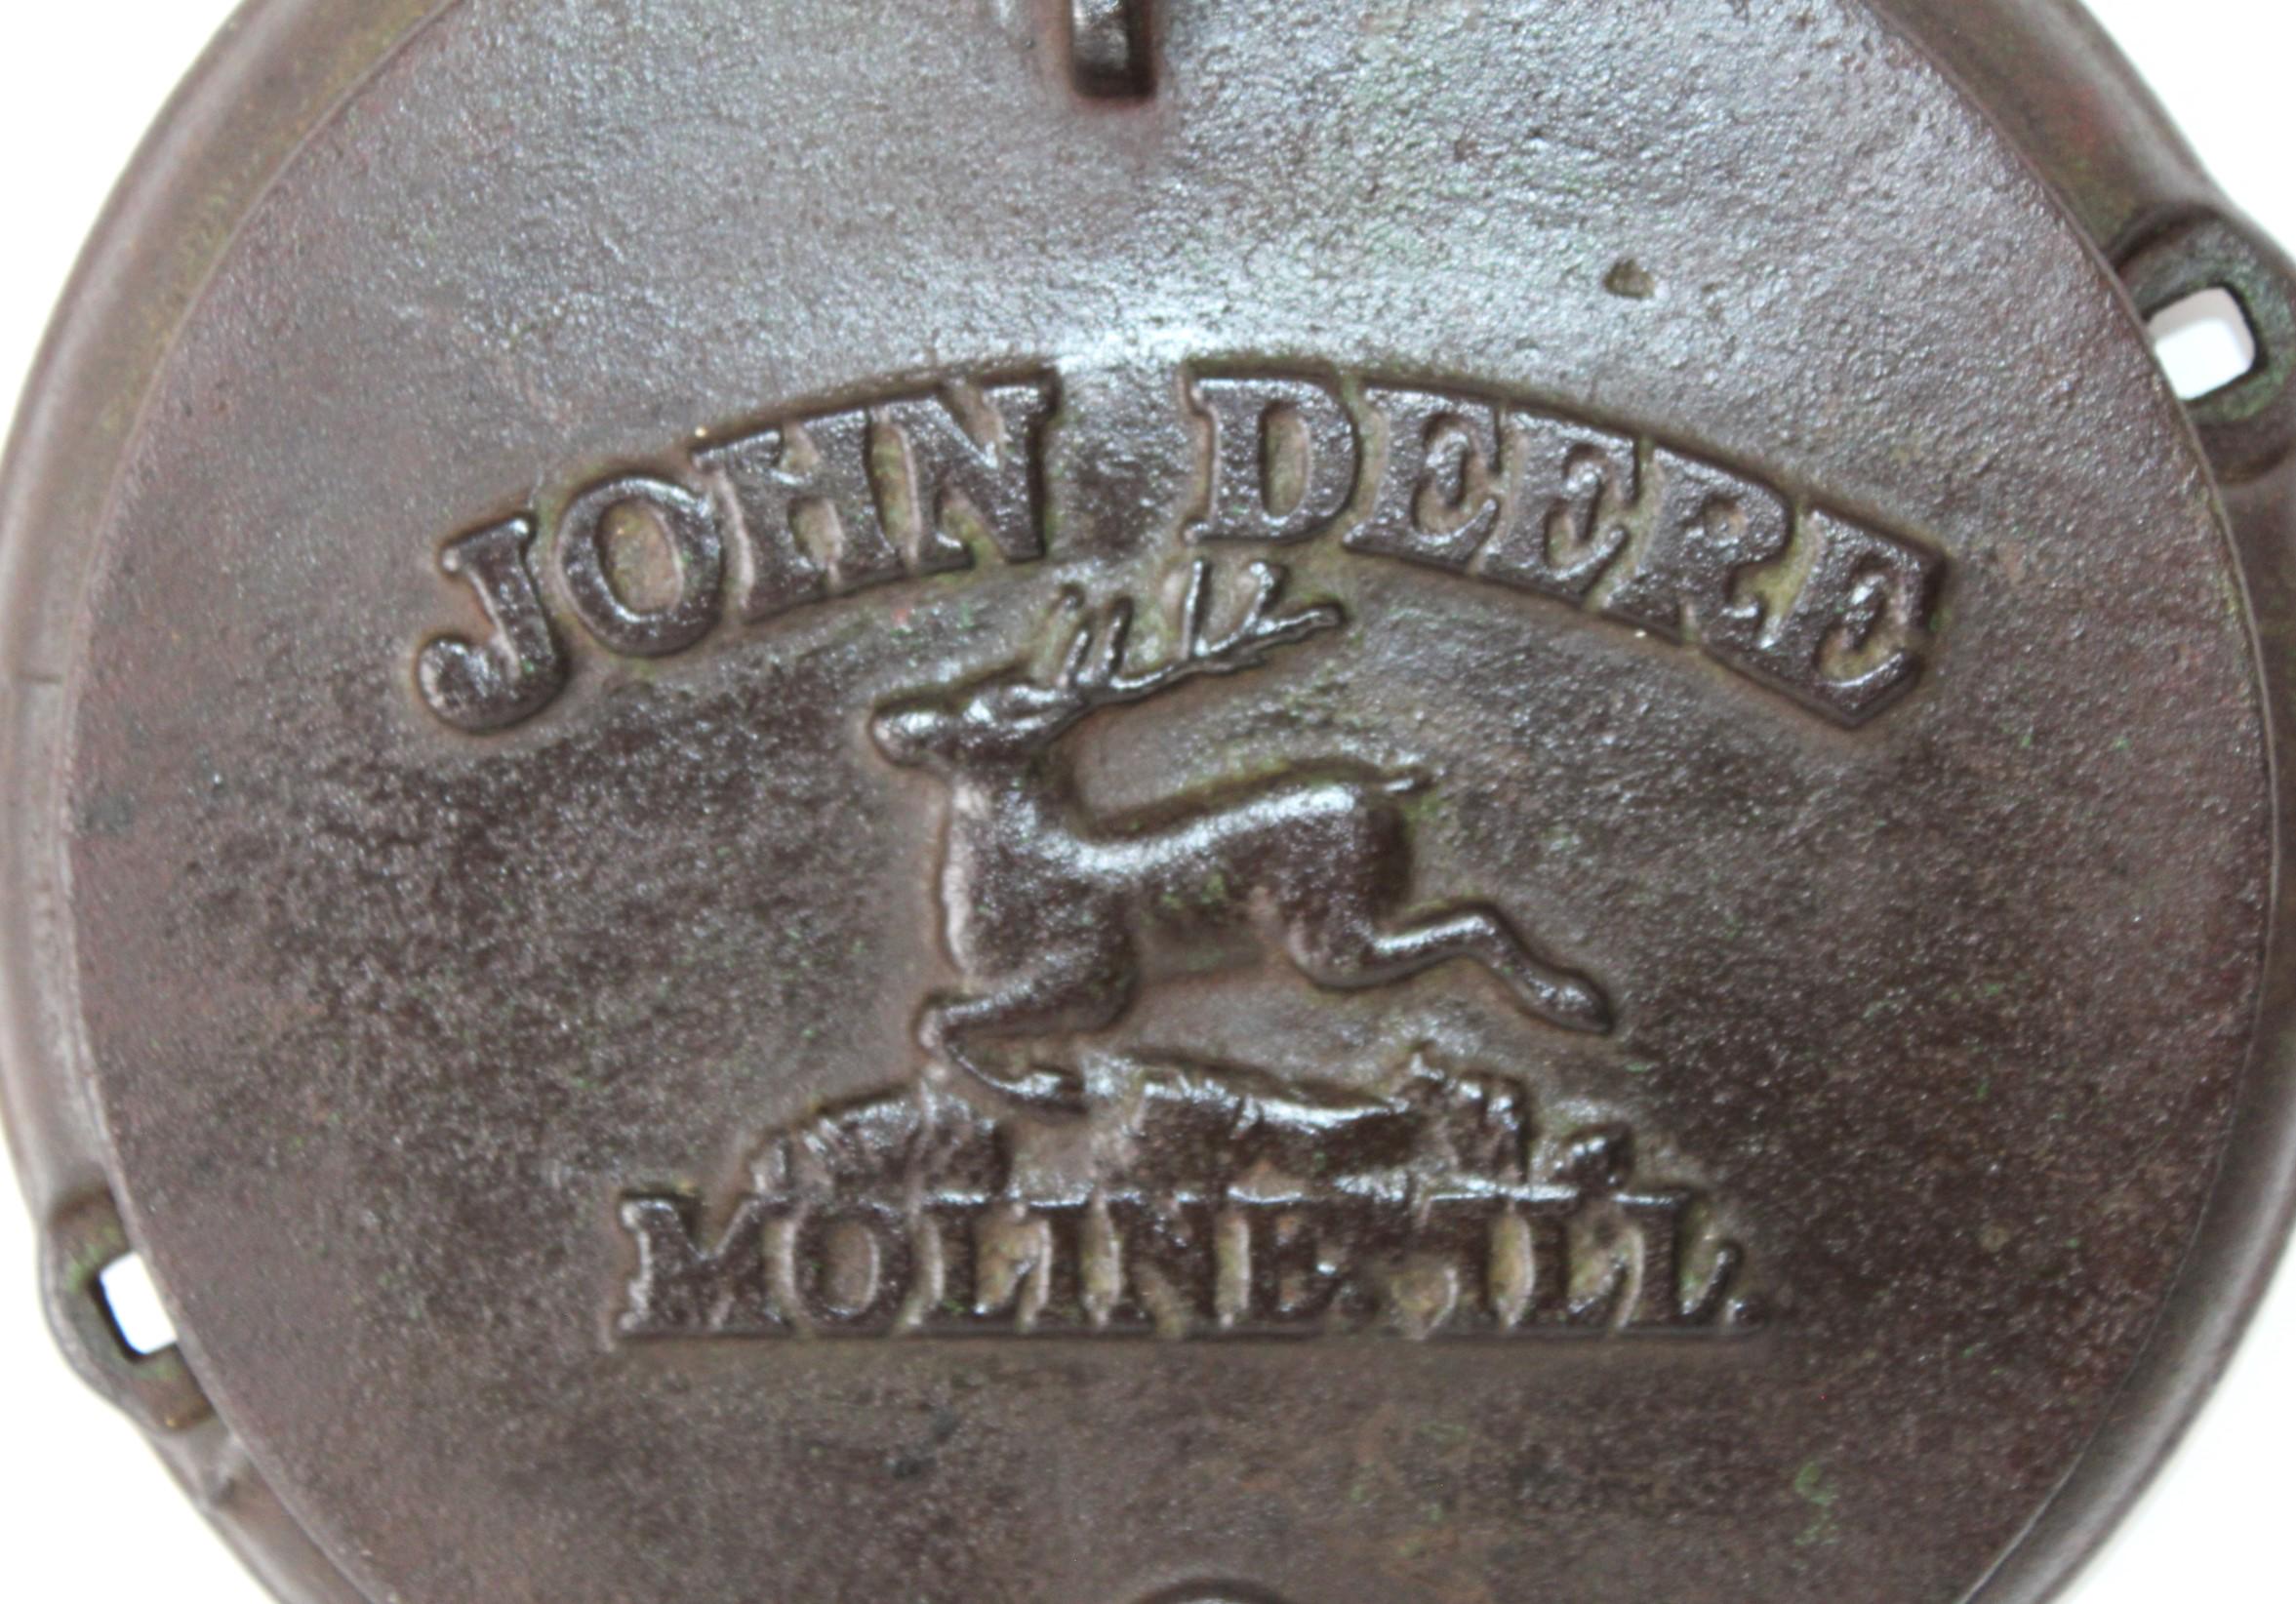 JOHN DEERE
MOLINE. ILL.